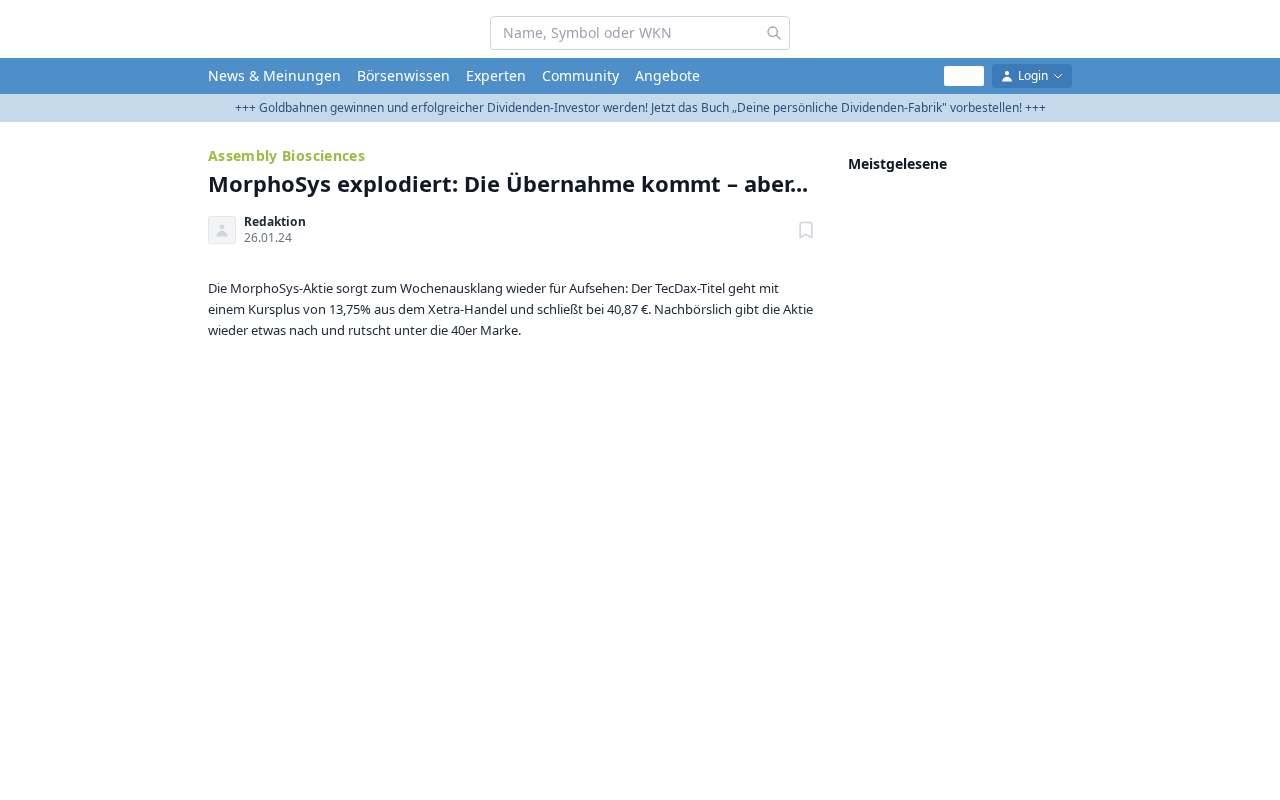 Name, Symbol oder WKN
News & Meinungen Börsenwissen Experten Community Angebote Login
+++ Goldbahnen gewinnen und erfolgreicher Dividenden-Investor werden! Jetzt das Buch „Deine persönliche Dividenden-Fabrik" vorbestellen! +++
Assembly Biosciences
MorphoSys explodiert: Die Übernahme kommt – aber...
Redaktion
26.01.24
Die MorphoSys-Aktie sorgt zum Wochenausklang wieder für Aufsehen: Der TecDax-Titel geht mit
einem Kursplus von 13,75% aus dem Xetra-Handel und schließt bei 40,87 €. Nachbörslich gibt die Aktie
wieder etwas nach und rutscht unter die 40er Marke.
Meistgelesene